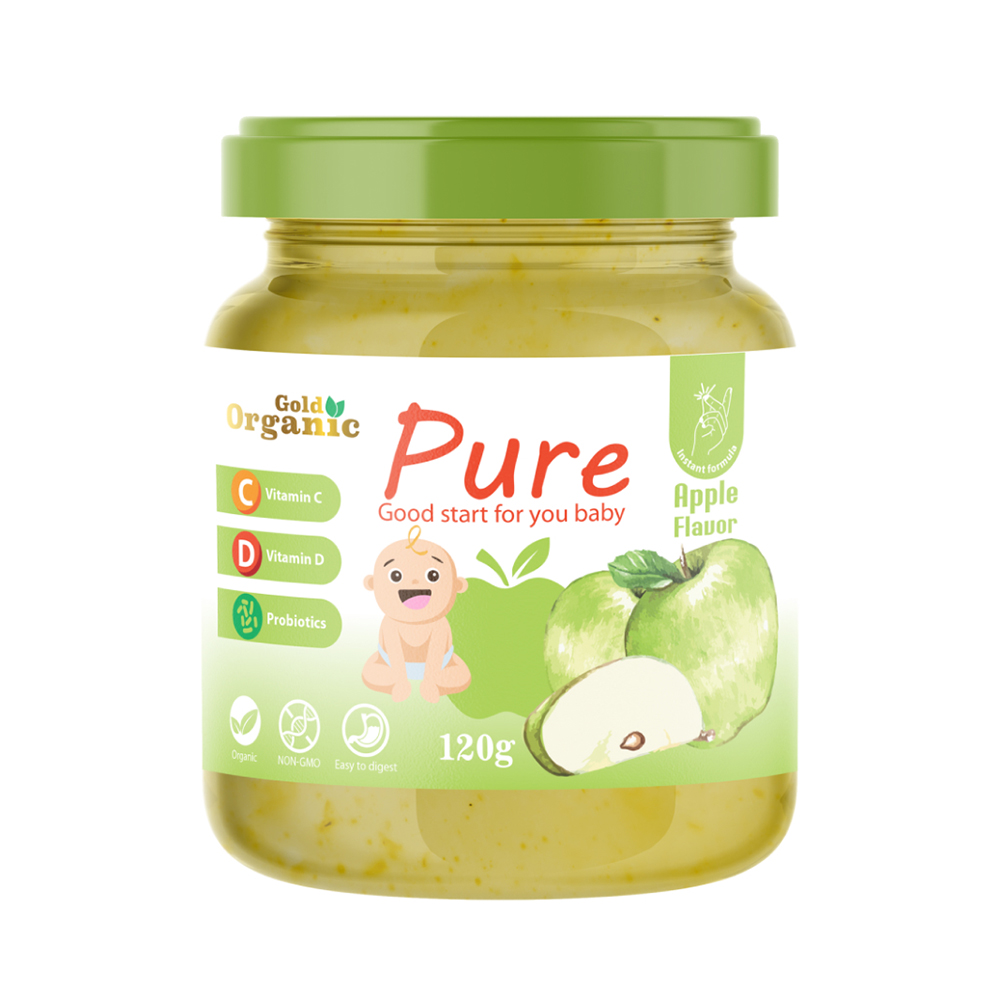 Gold
Organic
Pure
Good start for you baby
Instant formula
Apple
Flavor
C Vitamin C
D Vitamin D
Probiotics
Organic
NON-GMO
Easy to digest
120g